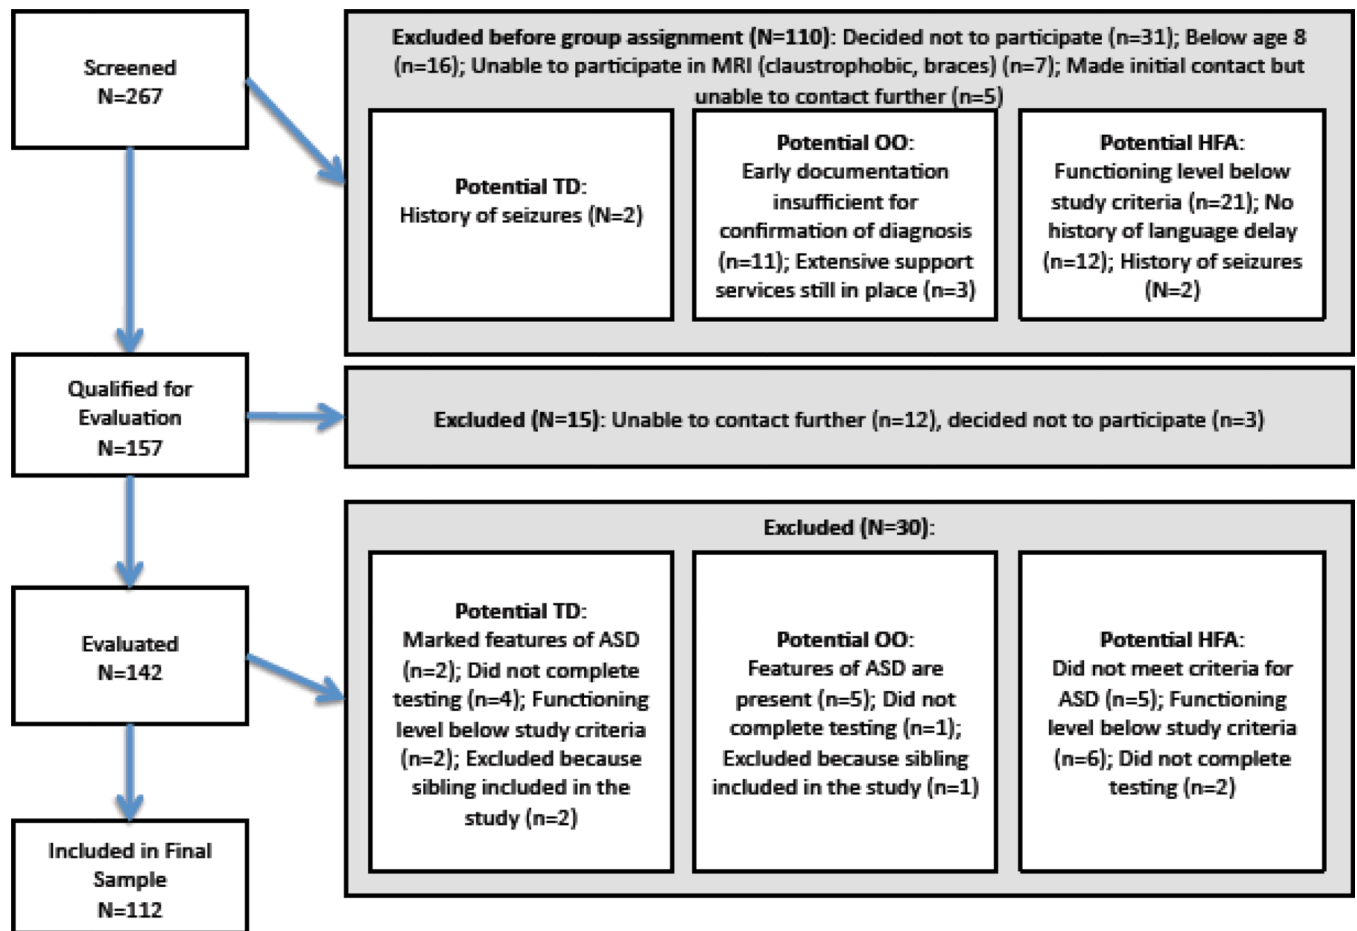 Screened
N=267
Excluded before group assignment (N=110): Decided not to participate (n=31); Below age 8
(n=16); Unable to participate in MRI (claustrophobic, braces) (n=7); Made initial contact but
unable to contact further (n=5)
Potential TD:
History of seizures (N=2)
Potential OO:
Early documentation
insufficient for
confirmation of diagnosis
(n=11); Extensive support
services still in place (n=3)
Potential HFA:
Functioning level below
study criteria (n=21); No
history of language delay
(n=12); History of seizures
(N=2)
Qualified for
Evaluation
N=157
Excluded (N=15): Unable to contact further (n=12), decided not to participate (n=3)
Evaluated
N=142
Excluded (N=30):
Potential TD:
Marked features of ASD
(n=2); Did not complete
testing (n=4); Functioning
level below study criteria
(n=2); Excluded because
sibling included in the
study (n=2)
Potential OO:
Features of ASD are
present (n=5); Did not
complete testing (n=1);
Excluded because sibling
included in the study (n=1)
Potential HFA:
Did not meet criteria for
ASD (n=5); Functioning
level below study criteria
(n=6); Did not complete
testing (n=2)
Included in Final
Sample
N=112